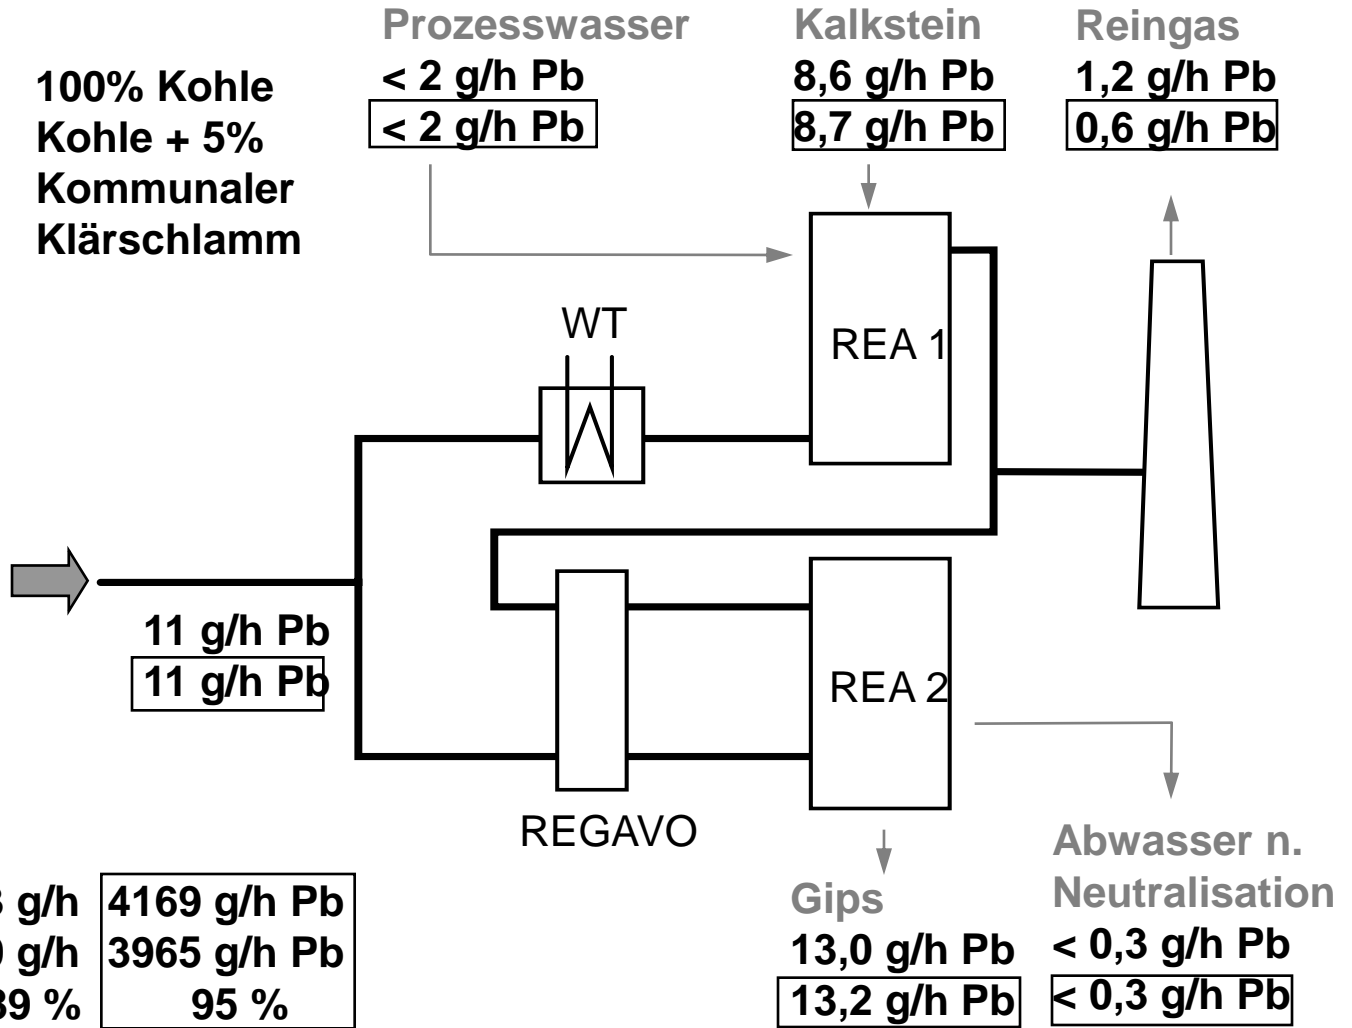 Prozesswasser
< 2 g/h Pb
< 2 g/h Pb
Kalkstein
8,6 g/h Pb
8,7 g/h Pb
Reingas
1,2 g/h Pb
0,6 g/h Pb
100% Kohle
Kohle + 5%
Kommunaler
Klärschlamm
WT
REA 1
11 g/h Pb
11 g/h Pb
REA 2
REGAVO
g/h
g/h
%
4169 g/h Pb
3965 g/h Pb
95 %
Gips
13,0 g/h Pb
13,2 g/h Pb
Abwasser n.
Neutralisation
< 0,3 g/h Pb
< 0,3 g/h Pb